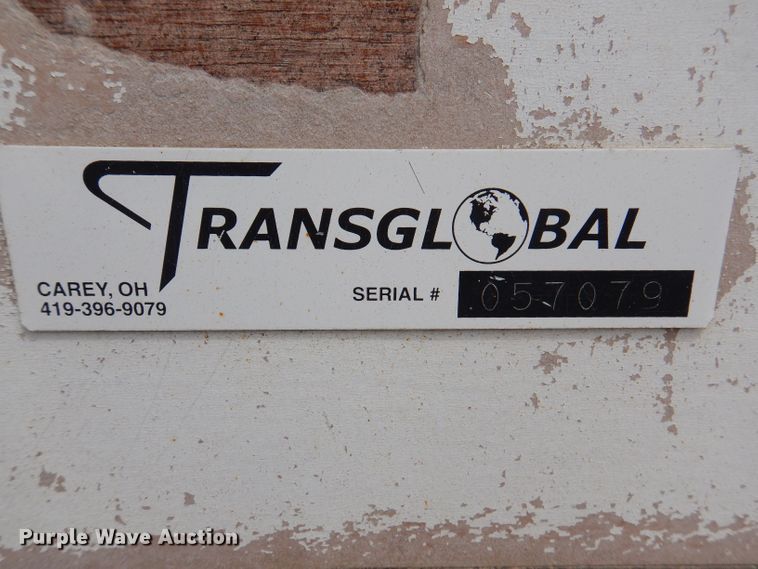 TRANSGLOBAL
CAREY, OH
419-396-9079
SERIAL # 057079
Purple Wave Auction